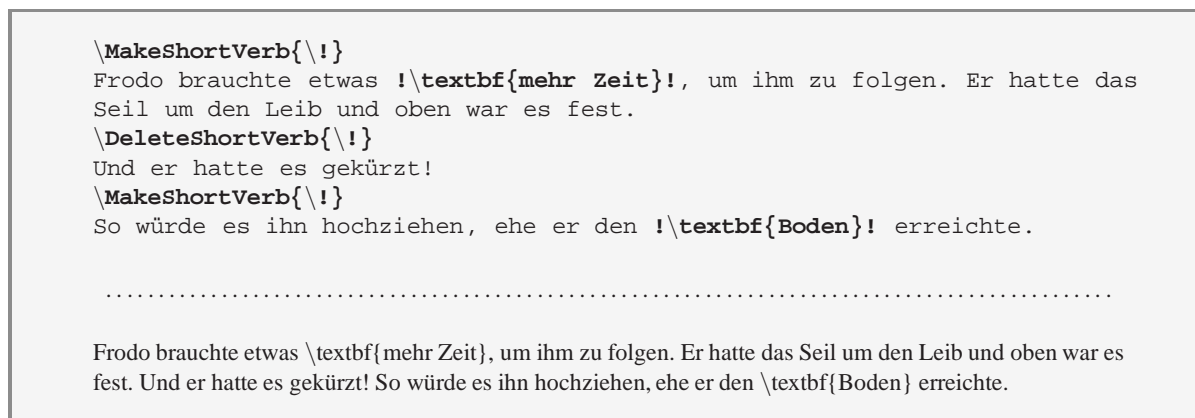 \MakeShortVerb{\!}
Frodo brauchte etwas !\textbf{mehr Zeit}!, um ihm zu folgen. Er hatte das
Seil um den Leib und oben war es fest.
\DeleteShortVerb{\!}
Und er hatte es gekürzt!
\MakeShortVerb{\!}
So würde es ihn hochziehen, ehe er den !\textbf{Boden}! erreichte.
Frodo brauchte etwas \textbf{mehr Zeit}, um ihm zu folgen. Er hatte das Seil um den Leib und oben war es
fest. Und er hatte es gekürzt! So würde es ihn hochziehen, ehe er den \textbf{Boden} erreichte.